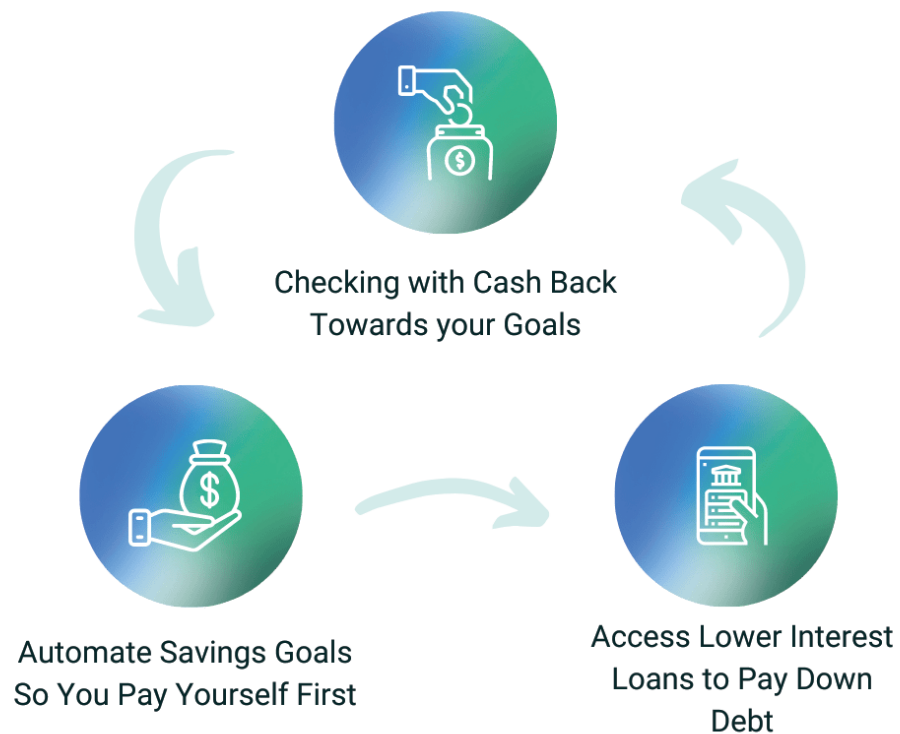 $
Checking with Cash Back
Towards your Goals
$
Automate Savings Goals
So You Pay Yourself First
Access Lower Interest
Loans to Pay Down
Debt